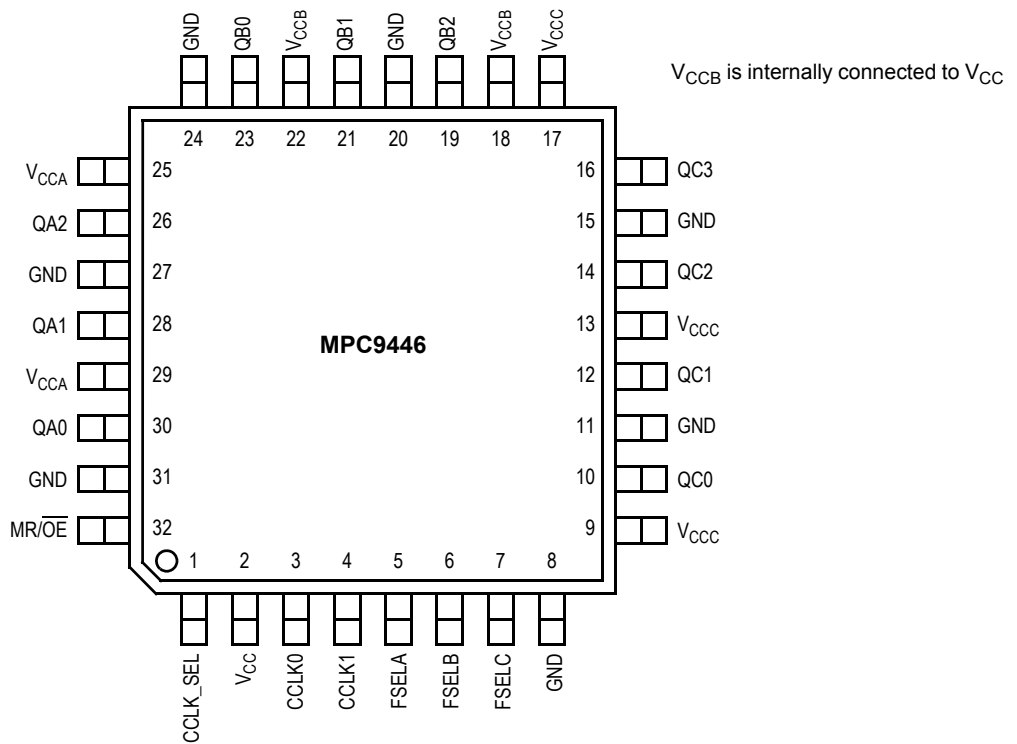 GND QB0 VCCB QB1 GND QB2 VCCB VCCC
VCCB is internally connected to VCC
24 23 22 21 20 19 18 17
VCCA 25 16 QC3
QA2 26 15 GND
GND 27 14 QC2
QA1 28 13 VCCC
MPC9446
VCCA 29 12 QC1
QA0 30 11 GND
GND 31 10 QC0
MR/OE 32 9 VCCC
1 2 3 4 5 6 7 8
CCLK_SEL VCC CCLK0 CCLK1 FSELA FSELB FSELC GND